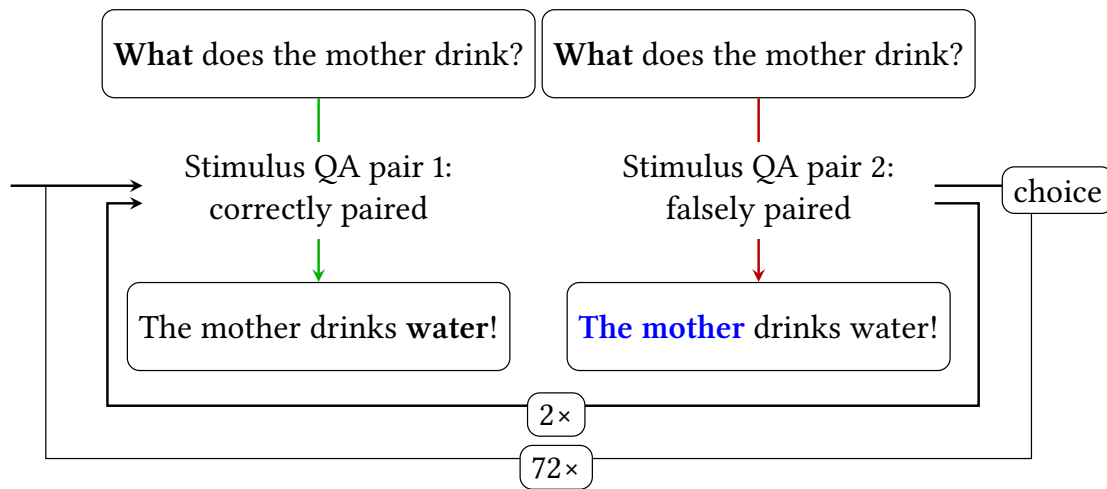 What does the mother drink?
What does the mother drink?
Stimulus QA pair 1:
correctly paired
Stimulus QA pair 2:
falsely paired
choice
The mother drinks water!
The mother drinks water!
2×
72×